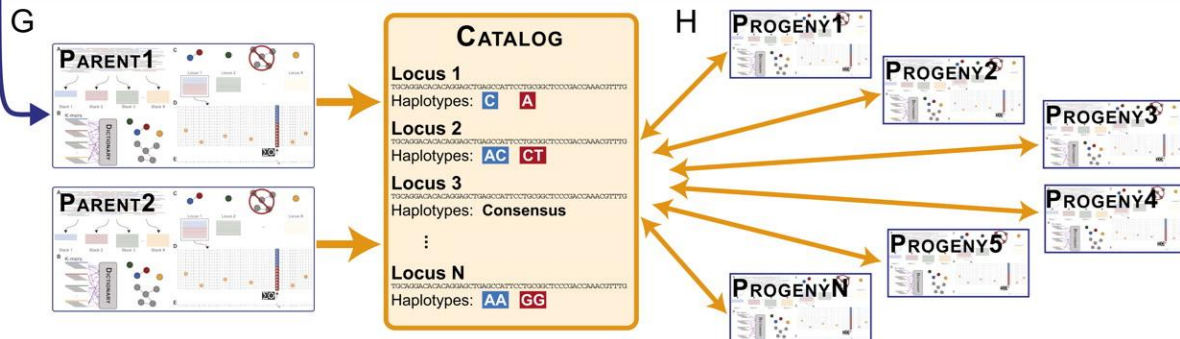 G
PARENT1
PARENT2
CATALOG
Locus 1
TGCAGGACACACAGGAGCTGAGCCATTCCTGCGGCTCCCGACCAAACGTTTG
Haplotypes: C A
Locus 2
TGCAGGACACACAGGAGCTGAGCCATTCCTGCGGCTCCCGACCAAACGTTTG
Haplotypes: AC CT
Locus 3
TGCAGGACACACAGGAGCTGAGCCATTCCTGCGGCTCCCGACCAAACGTTTG
Haplotypes: Consensus
⋮
Locus N
TGCAGGACACACAGGAGCTGAGCCATTCCTGCGGCTCCCGACCAAACGTTTG
Haplotypes: AA GG
H
PROGENY1
PROGENY2
PROGENY3
PROGENY4
PROGENY5
PROGENYN